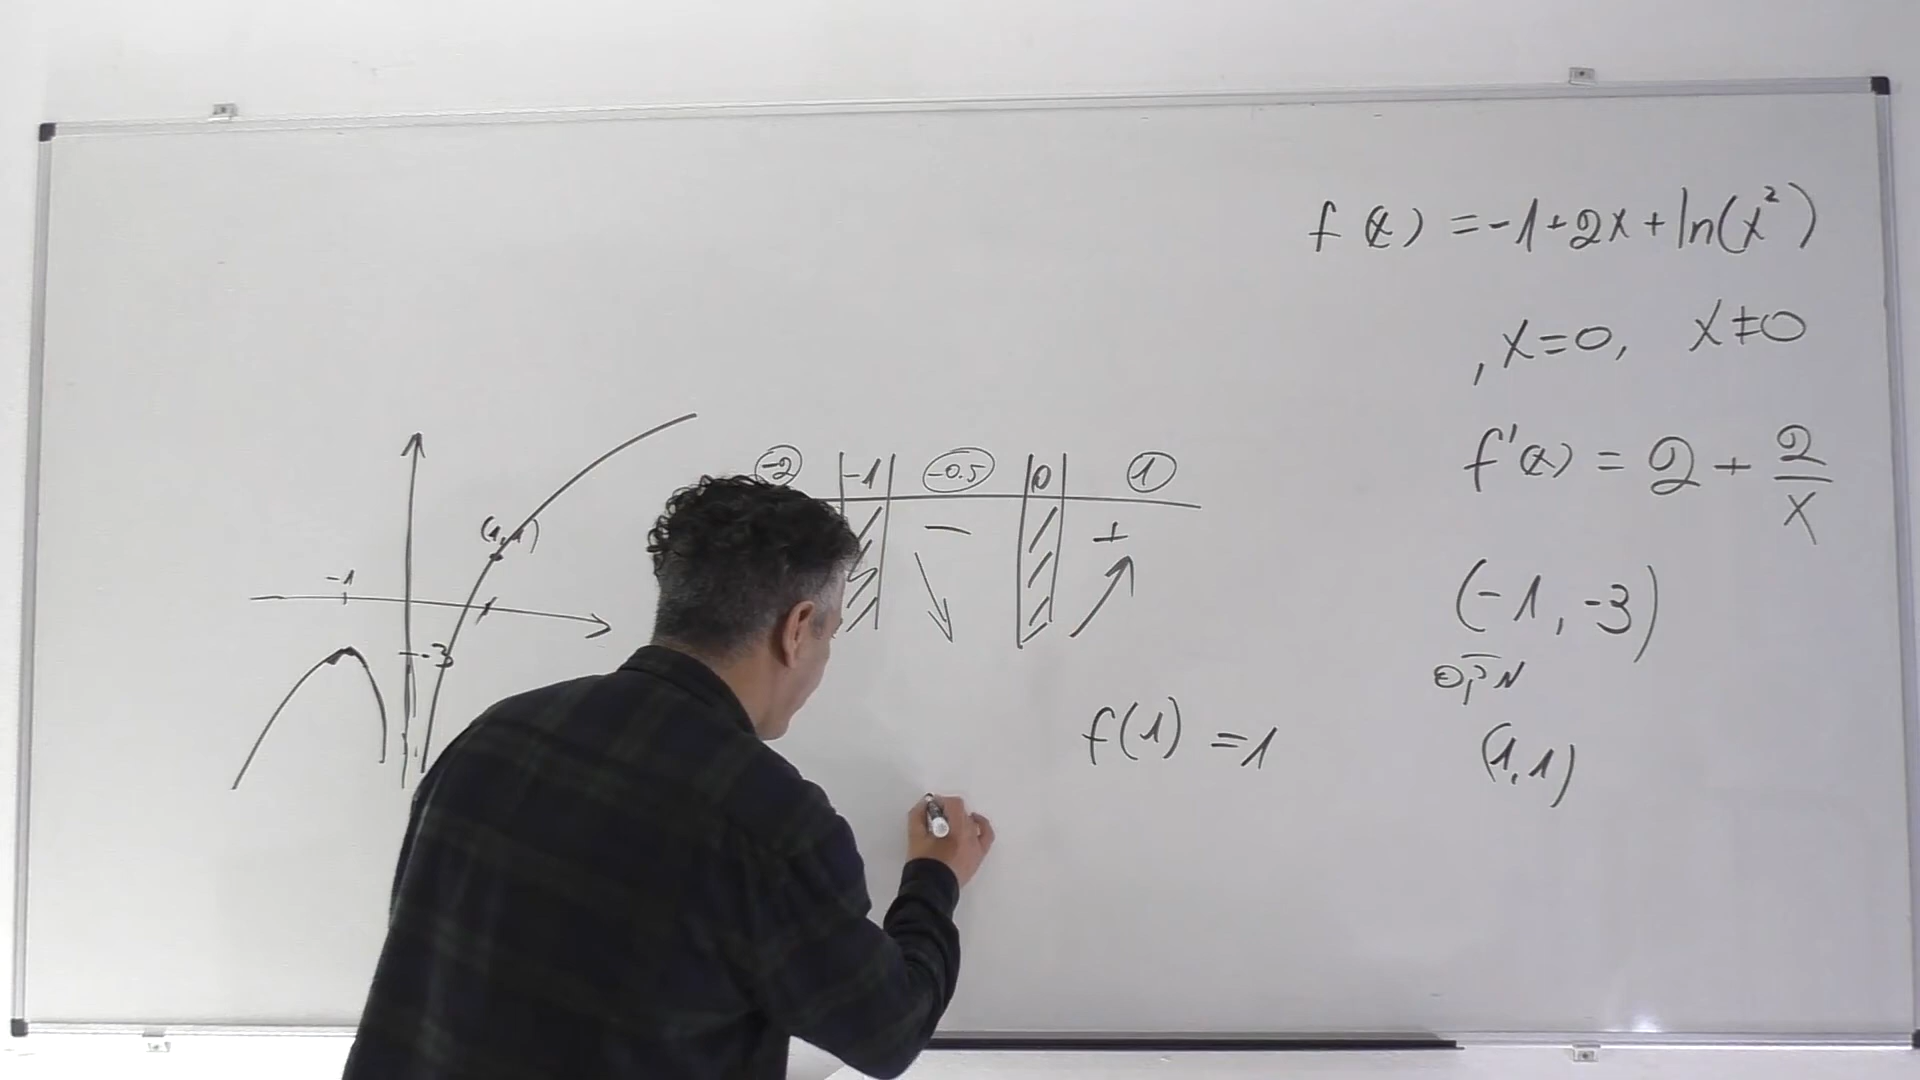 f(x) = -1+2x+ln(x²)
, x=0, x≠0
f'(x) = 2 + 2/x
(-1, -3)
(1,1)
f(1) = 1
-2 -1 -0.5 0 1
- +
(1,1)
-1
-3